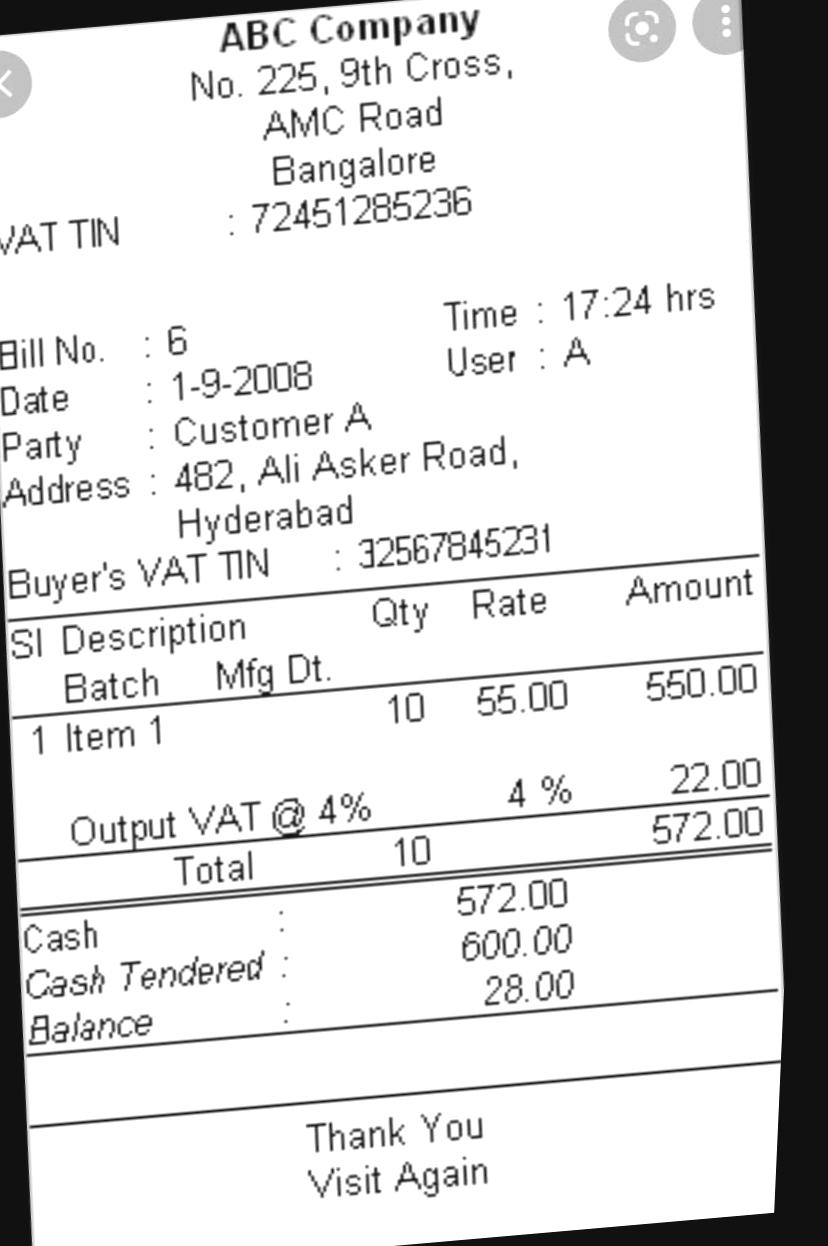 ABC Company
No. 225, 9th Cross,
AMC Road
Bangalore
VAT TIN : 72451285236
Bill No. : 6 Time : 17:24 hrs
Date : 1-9-2008 User : A
Party : Customer A
Address : 482, Ali Asker Road,
Hyderabad
Buyer's VAT TIN : 32567845231
SI Description Qty Rate Amount
Batch Mfg Dt.
1 Item 1 10 55.00 550.00
Output VAT @ 4% 4 % 22.00
Total 10 572.00
Cash : 572.00
Cash Tendered : 600.00
Balance : 28.00
Thank You
Visit Again